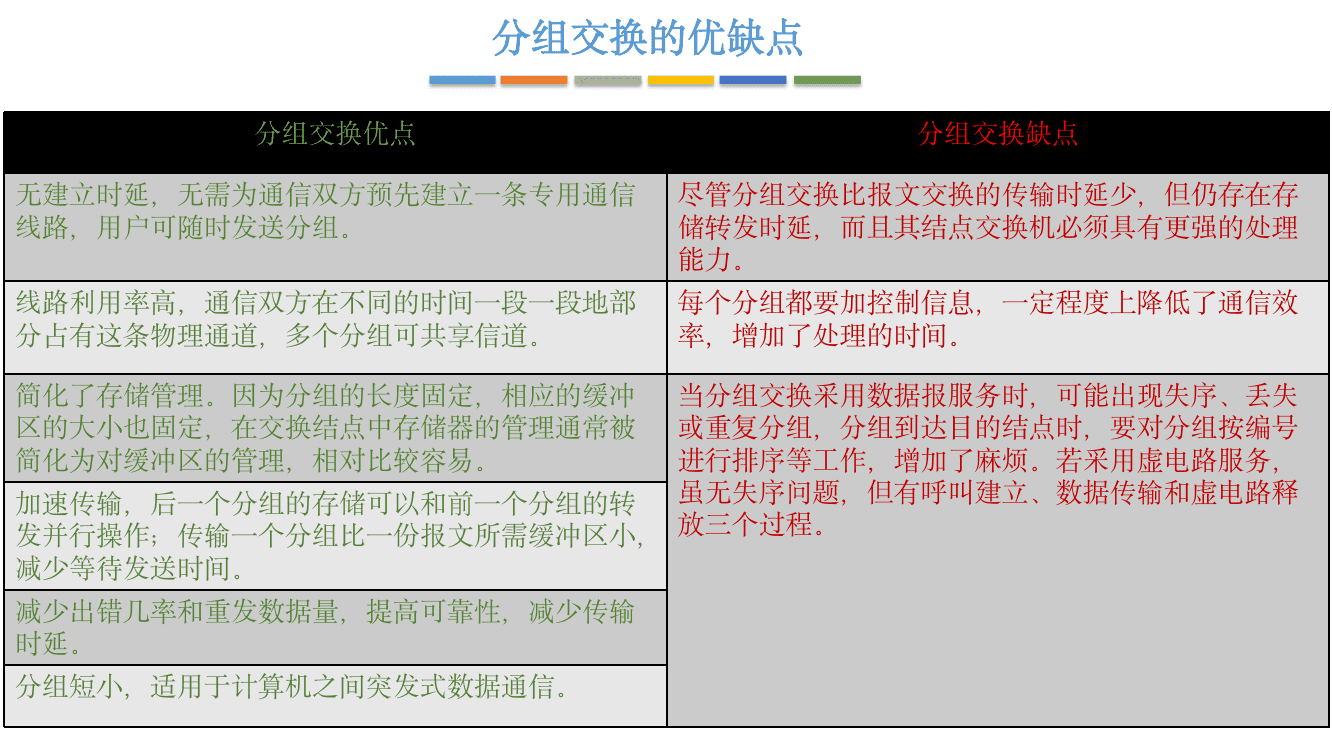 分组交换的优缺点
分组交换优点
分组交换缺点
无建立时延，无需为通信双方预先建立一条专用通信
线路，用户可随时发送分组。
尽管分组交换比报文交换的传输时延少，但仍存在存
储转发时延，而且其结点交换机必须具有更强的处理
能力。
线路利用率高，通信双方在不同的时间一段一段地部
分占有这条物理通道，多个分组可共享信道。
每个分组都要加控制信息，一定程度上降低了通信效
率，增加了处理的时间。
简化了存储管理。因为分组的长度固定，相应的缓冲
区的大小也固定，在交换结点中存储器的管理通常被
简化为对缓冲区的管理，相对比较容易。
当分组交换采用数据报服务时，可能出现失序、丢失
或重复分组，分组到达目的结点时，要对分组按编号
进行排序等工作，增加了麻烦。若采用虚电路服务，
虽无失序问题，但有呼叫建立、数据传输和虚电路释
放三个过程。
加速传输，后一个分组的存储可以和前一个分组的转
发并行操作；传输一个分组比一份报文所需缓冲区小，
减少等待发送时间。
减少出错几率和重发数据量，提高可靠性，减少传输
时延。
分组短小，适用于计算机之间突发式数据通信。